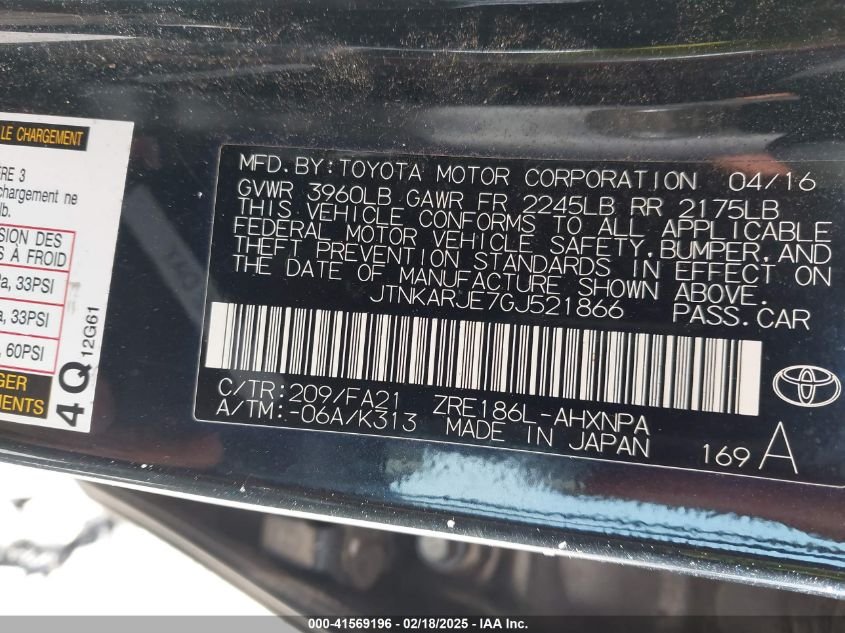 LE CHARGEMENT
chargement ne
lb.
SION DES
S À FROID
a, 33PSI
a, 33PSI
, 60PSI
GER
EMENTS
4Q
12G61
MFD.BY:TOYOTA MOTOR CORPORATION 04/16
GVWR 3960LB GAWR FR 2245LB RR 2175LB
THIS VEHICLE CONFORMS TO ALL APPLICABLE
FEDERAL MOTOR VEHICLE SAFETY,BUMPER,AND
THEFT PREVENTION STANDARDS IN EFFECT ON
THE DATE OF MANUFACTURE SHOWN ABOVE.
JTNKARJE7GJ521866 PASS.CAR
C/TR:209/FA21 ZRE186L-AHXNPA
A/TM:-06A/K313 MADE IN JAPAN
169 A
000-41569196 - 02/18/2025 - IAA Inc.